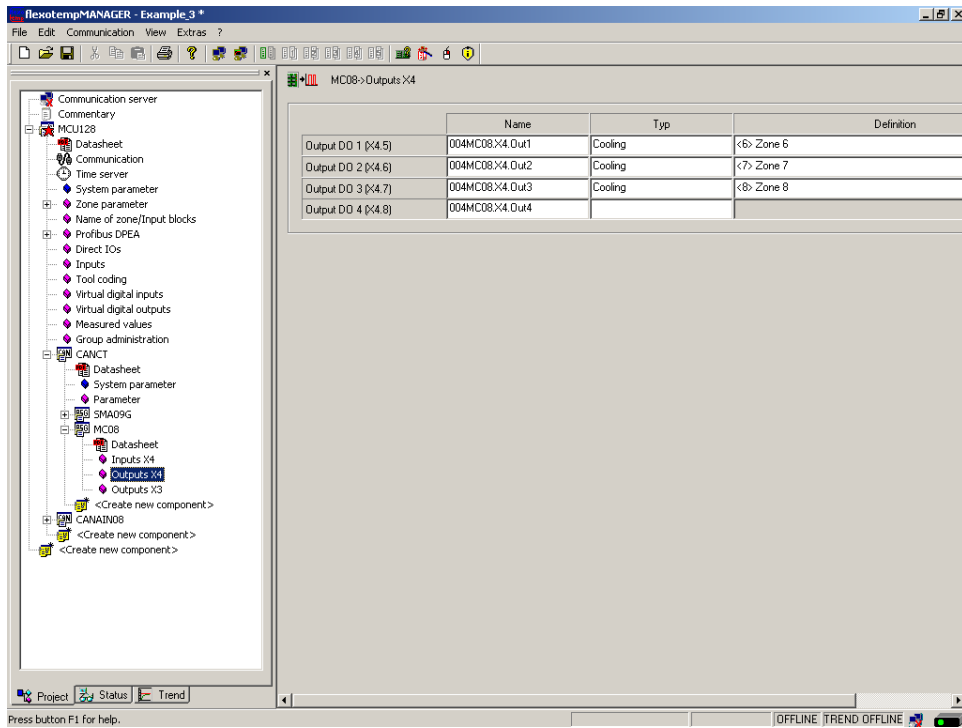 flexotempMANAGER - Example_3 *
File Edit Communication View Extras ?
MC08->Outputs X4
Communication server
Commentary
MCU128
Datasheet
Communication
Time server
System parameter
Zone parameter
Name of zone/Input blocks
Profibus DPEA
Direct IOs
Inputs
Tool coding
Virtual digital inputs
Virtual digital outputs
Measured values
Group administration
CANCT
Datasheet
System parameter
Parameter
SMA09G
MC08
Datasheet
Inputs X4
Outputs X4
Outputs X3
<Create new component>
CANAIN08
<Create new component>
<Create new component>
Name Typ Definition
Output DO 1 (X4.5) 004MC08.X4.Out1 Cooling <6> Zone 6
Output DO 2 (X4.6) 004MC08.X4.Out2 Cooling <7> Zone 7
Output DO 3 (X4.7) 004MC08.X4.Out3 Cooling <8> Zone 8
Output DO 4 (X4.8) 004MC08.X4.Out4
Project Status Trend
Press button F1 for help. OFFLINE TREND OFFLINE